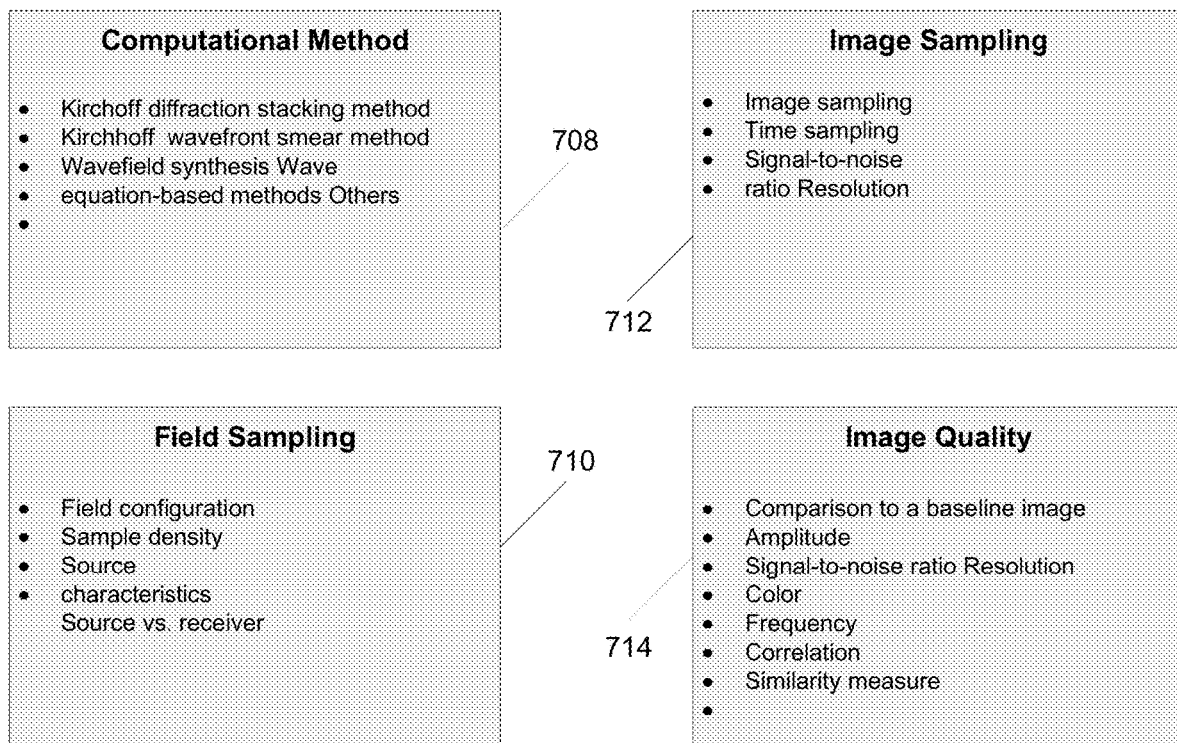 Computational Method
• Kirchoff diffraction stacking method
• Kirchhoff wavefront smear method
• Wavefield synthesis Wave
• equation-based methods Others
•
708
Image Sampling
• Image sampling
• Time sampling
• Signal-to-noise
• ratio Resolution
712
Field Sampling
• Field configuration
• Sample density
• Source
• characteristics
Source vs. receiver
710
Image Quality
• Comparison to a baseline image
• Amplitude
• Signal-to-noise ratio Resolution
• Color
• Frequency
• Correlation
• Similarity measure
•
714